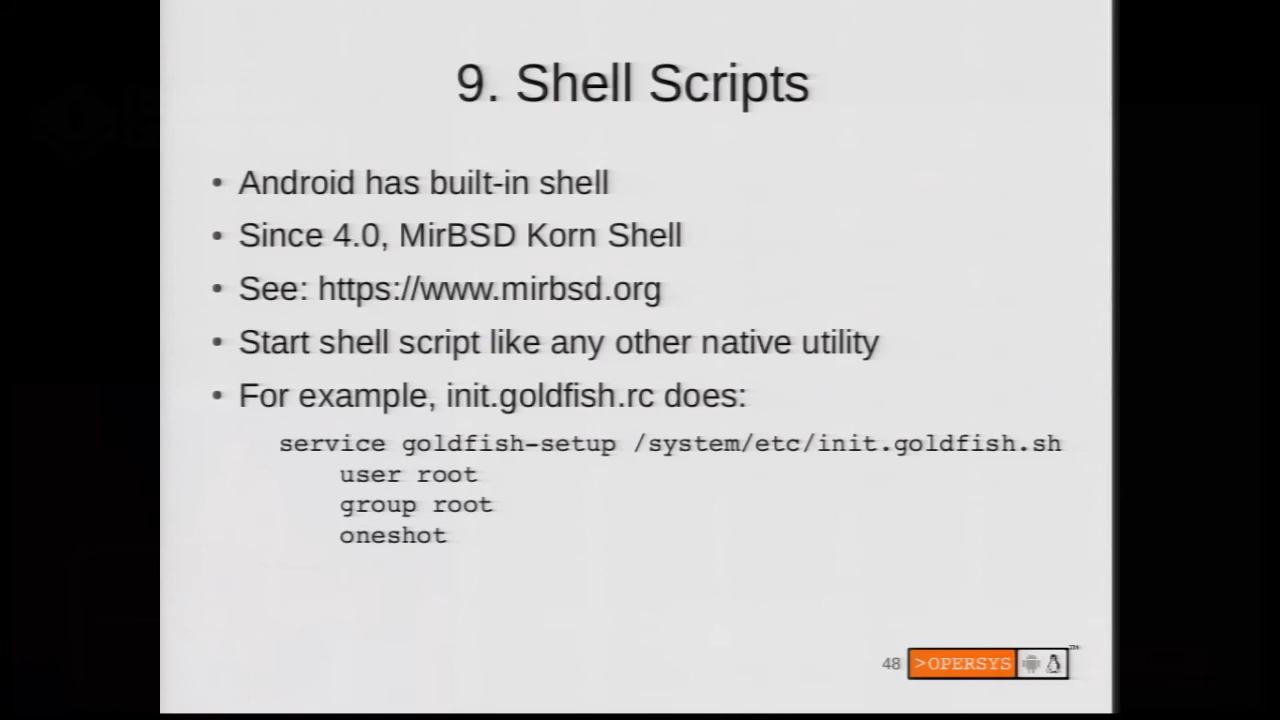 9. Shell Scripts
• Android has built-in shell
• Since 4.0, MirBSD Korn Shell
• See: https://www.mirbsd.org
• Start shell script like any other native utility
• For example, init.goldfish.rc does:
service goldfish-setup /system/etc/init.goldfish.sh
user root
group root
oneshot
48 >OPERSYS ™